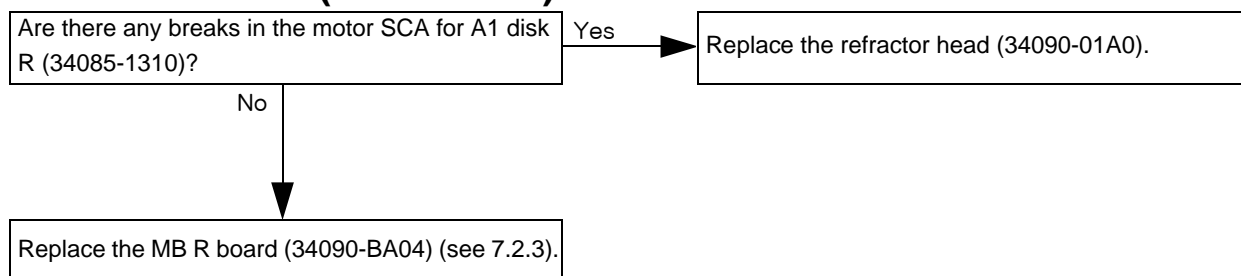 Are there any breaks in the motor SCA for A1 disk
R (34085-1310)?
Yes
Replace the refractor head (34090-01A0).
No
Replace the MB R board (34090-BA04) (see 7.2.3).